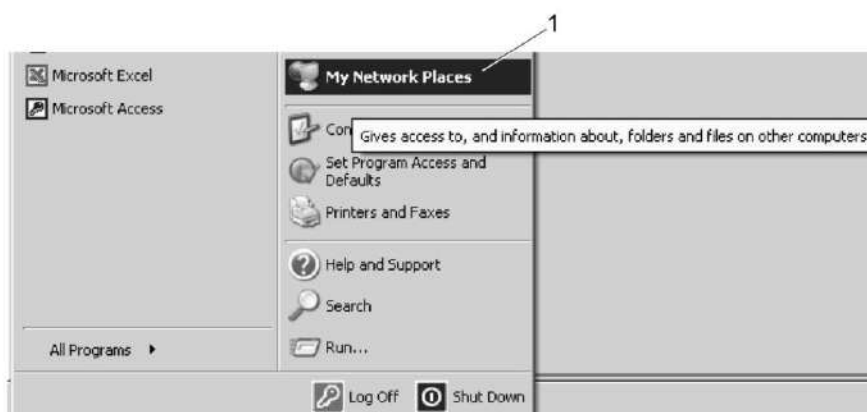 1
Microsoft Excel
Microsoft Access
All Programs
My Network Places
Con
Gives access to, and information about, folders and files on other computers
Set Program Access and
Defaults
Printers and Faxes
Help and Support
Search
Run...
Log Off
Shut Down